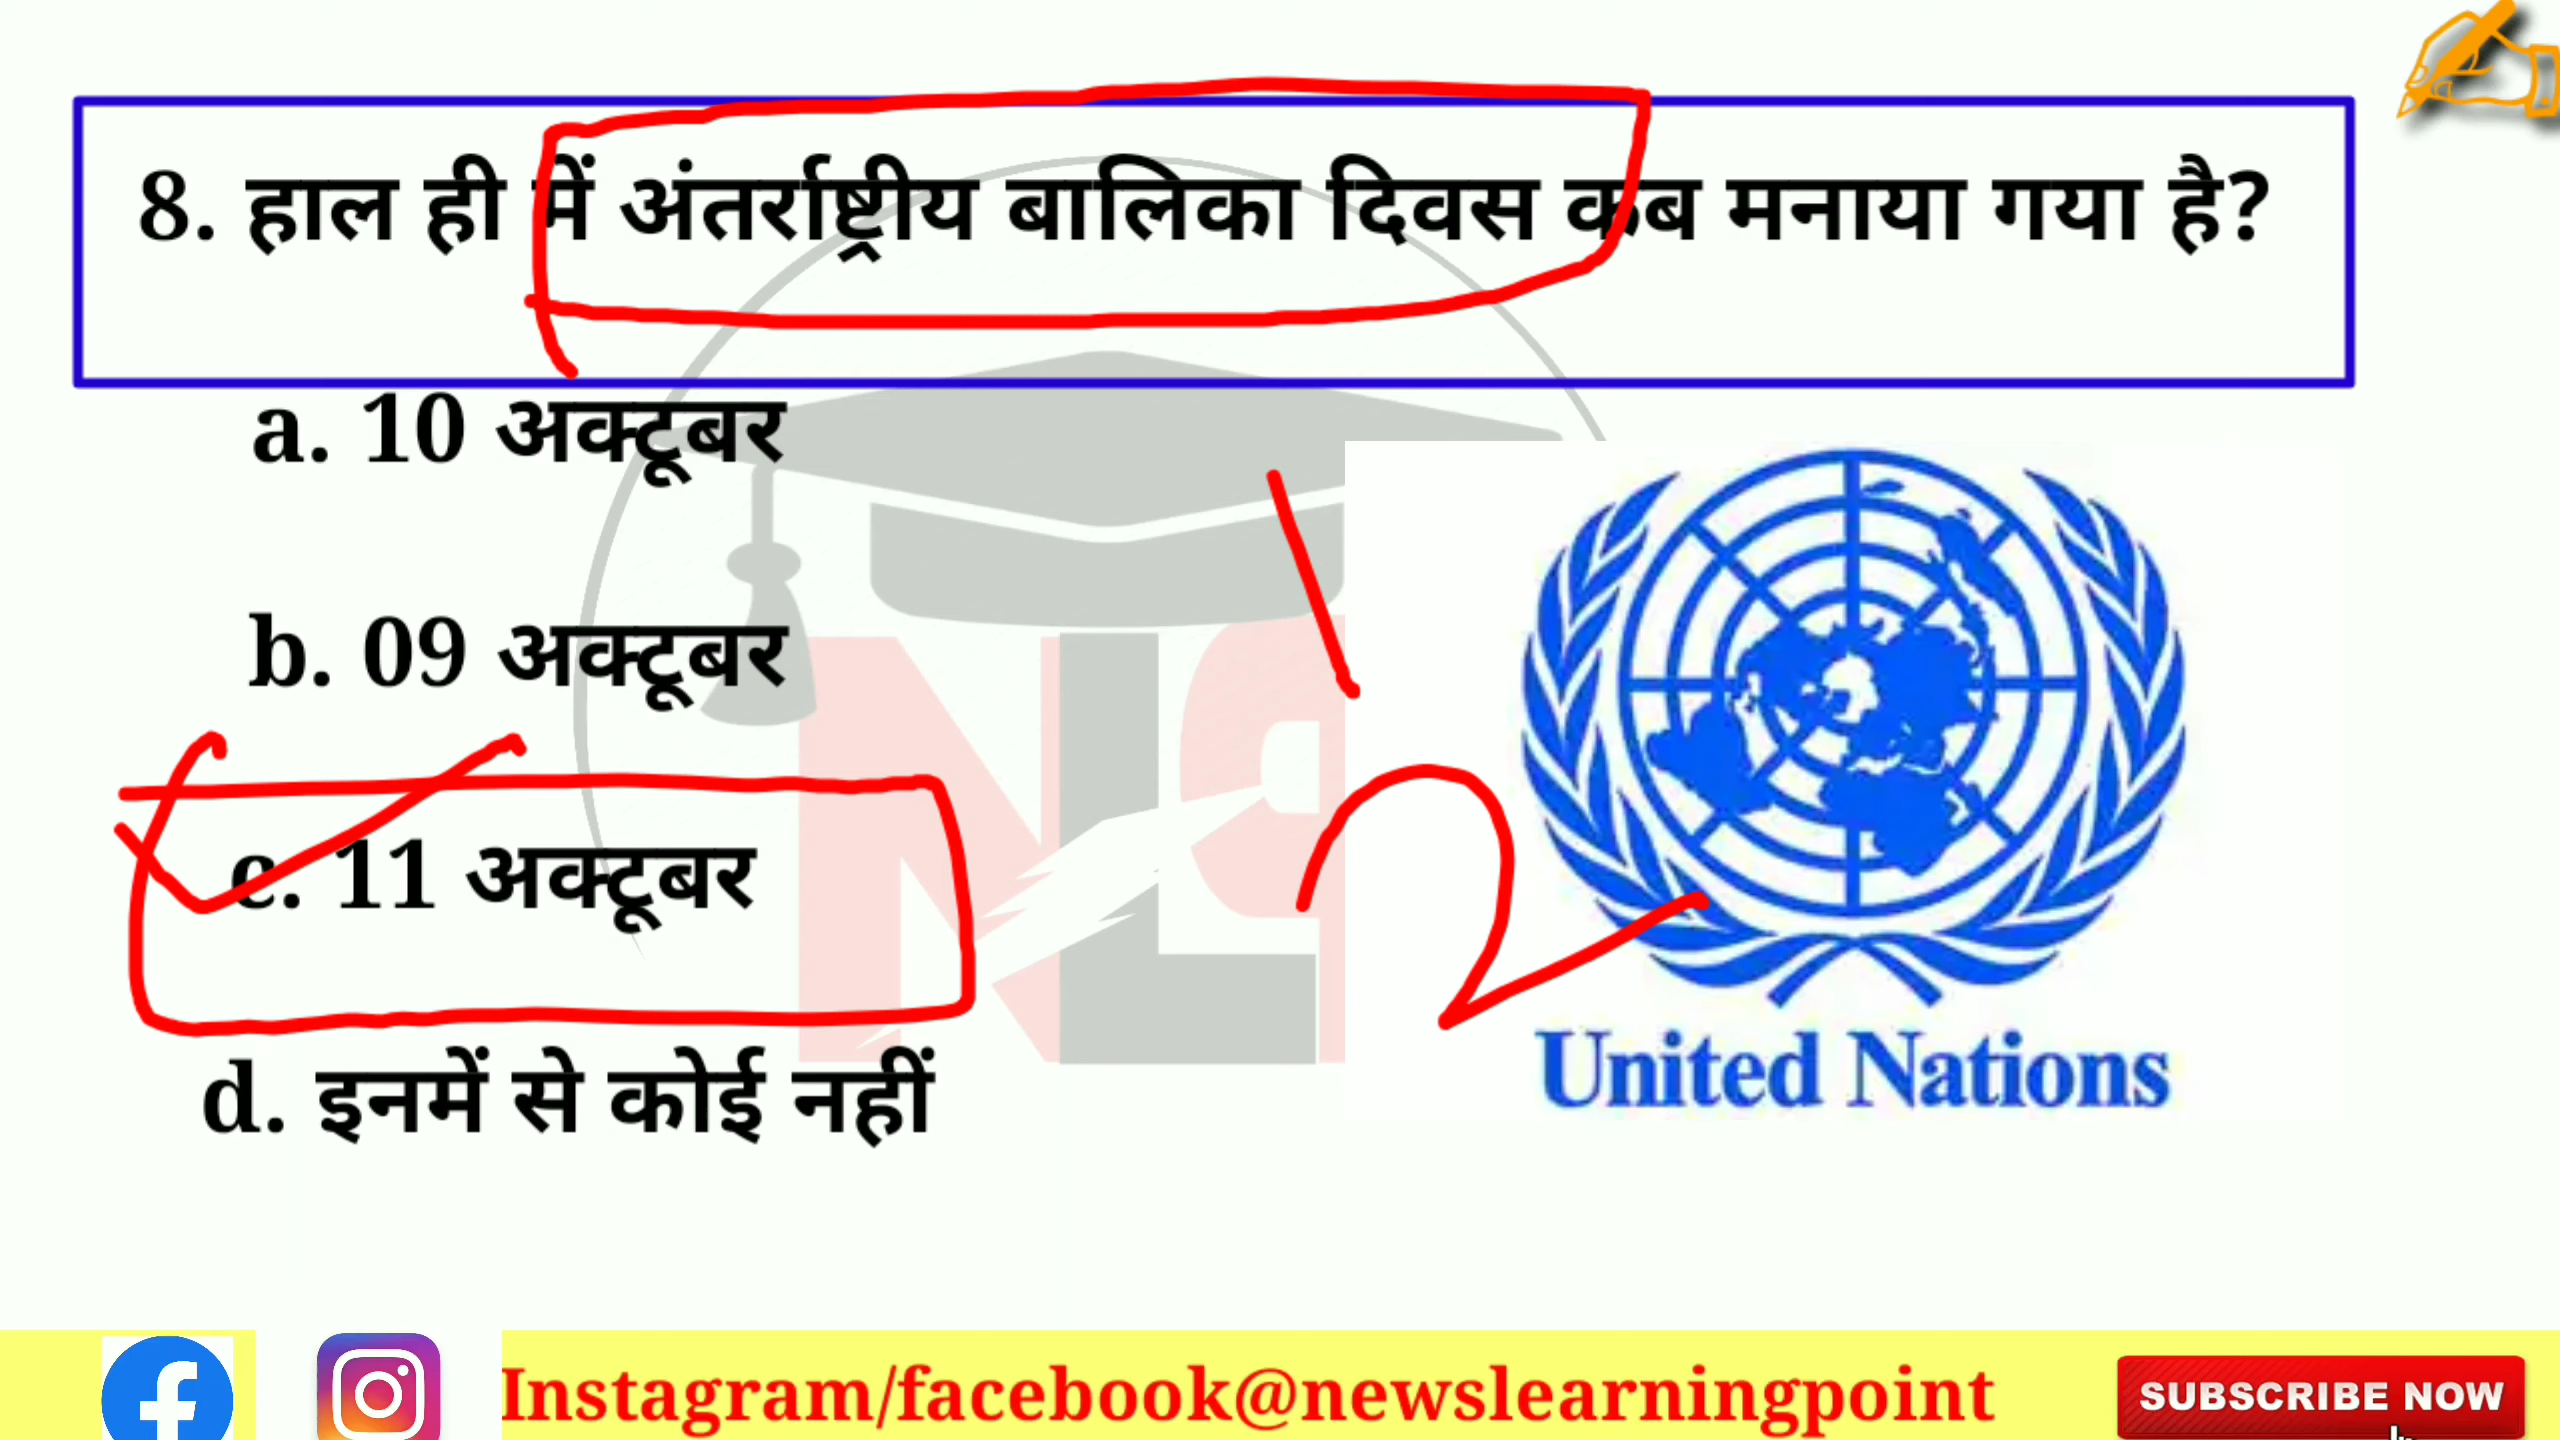 8. हाल ही में अंतर्राष्ट्रीय बालिका दिवस कब मनाया गया है?
a. 10 अक्टूबर
b. 09 अक्टूबर
c. 11 अक्टूबर
d. इनमें से कोई नहीं
NLP
United Nations
Instagram/facebook@newslearningpoint
SUBSCRIBE NOW